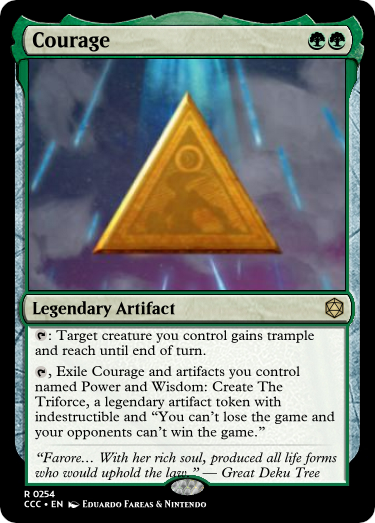 Courage
Legendary Artifact
: Target creature you control gains trample
and reach until end of turn.
, Exile Courage and artifacts you control
named Power and Wisdom: Create The
Triforce, a legendary artifact token with
indestructible and “You can’t lose the game and
your opponents can’t win the game.”
“Farore… With her rich soul, produced all life forms
who would uphold the law.” — Great Deku Tree
R 0254
CCC • EN Eduardo Fareas & Nintendo